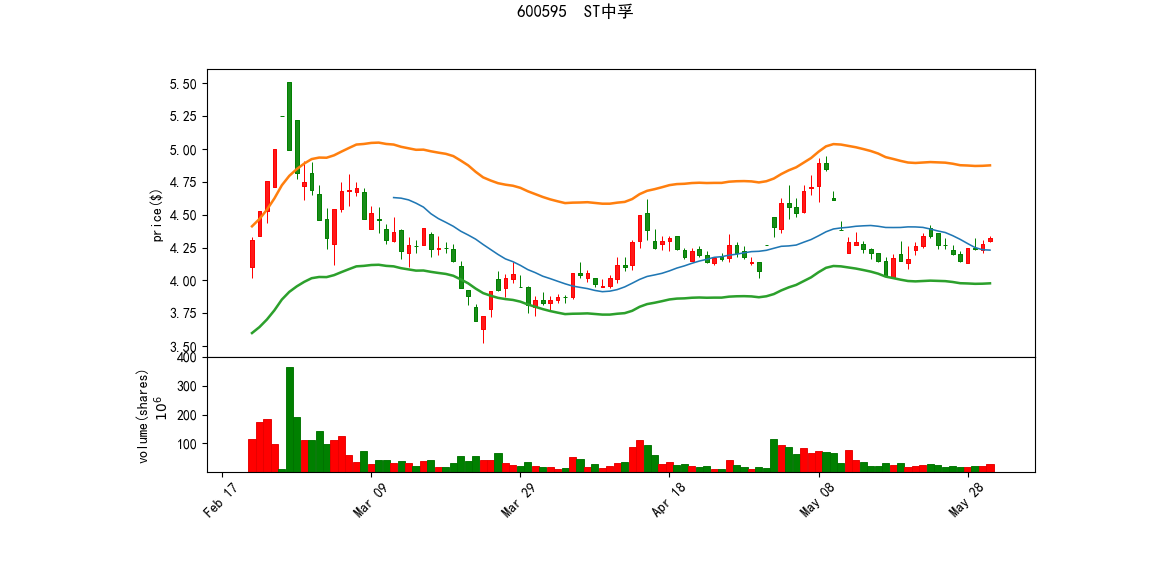 600595 ST中孚
price($)
5.50
5.25
5.00
4.75
4.50
4.25
4.00
3.75
3.50
volume(shares)
10^6
400
300
200
100
Feb 17
Mar 09
Mar 29
Apr 18
May 08
May 28